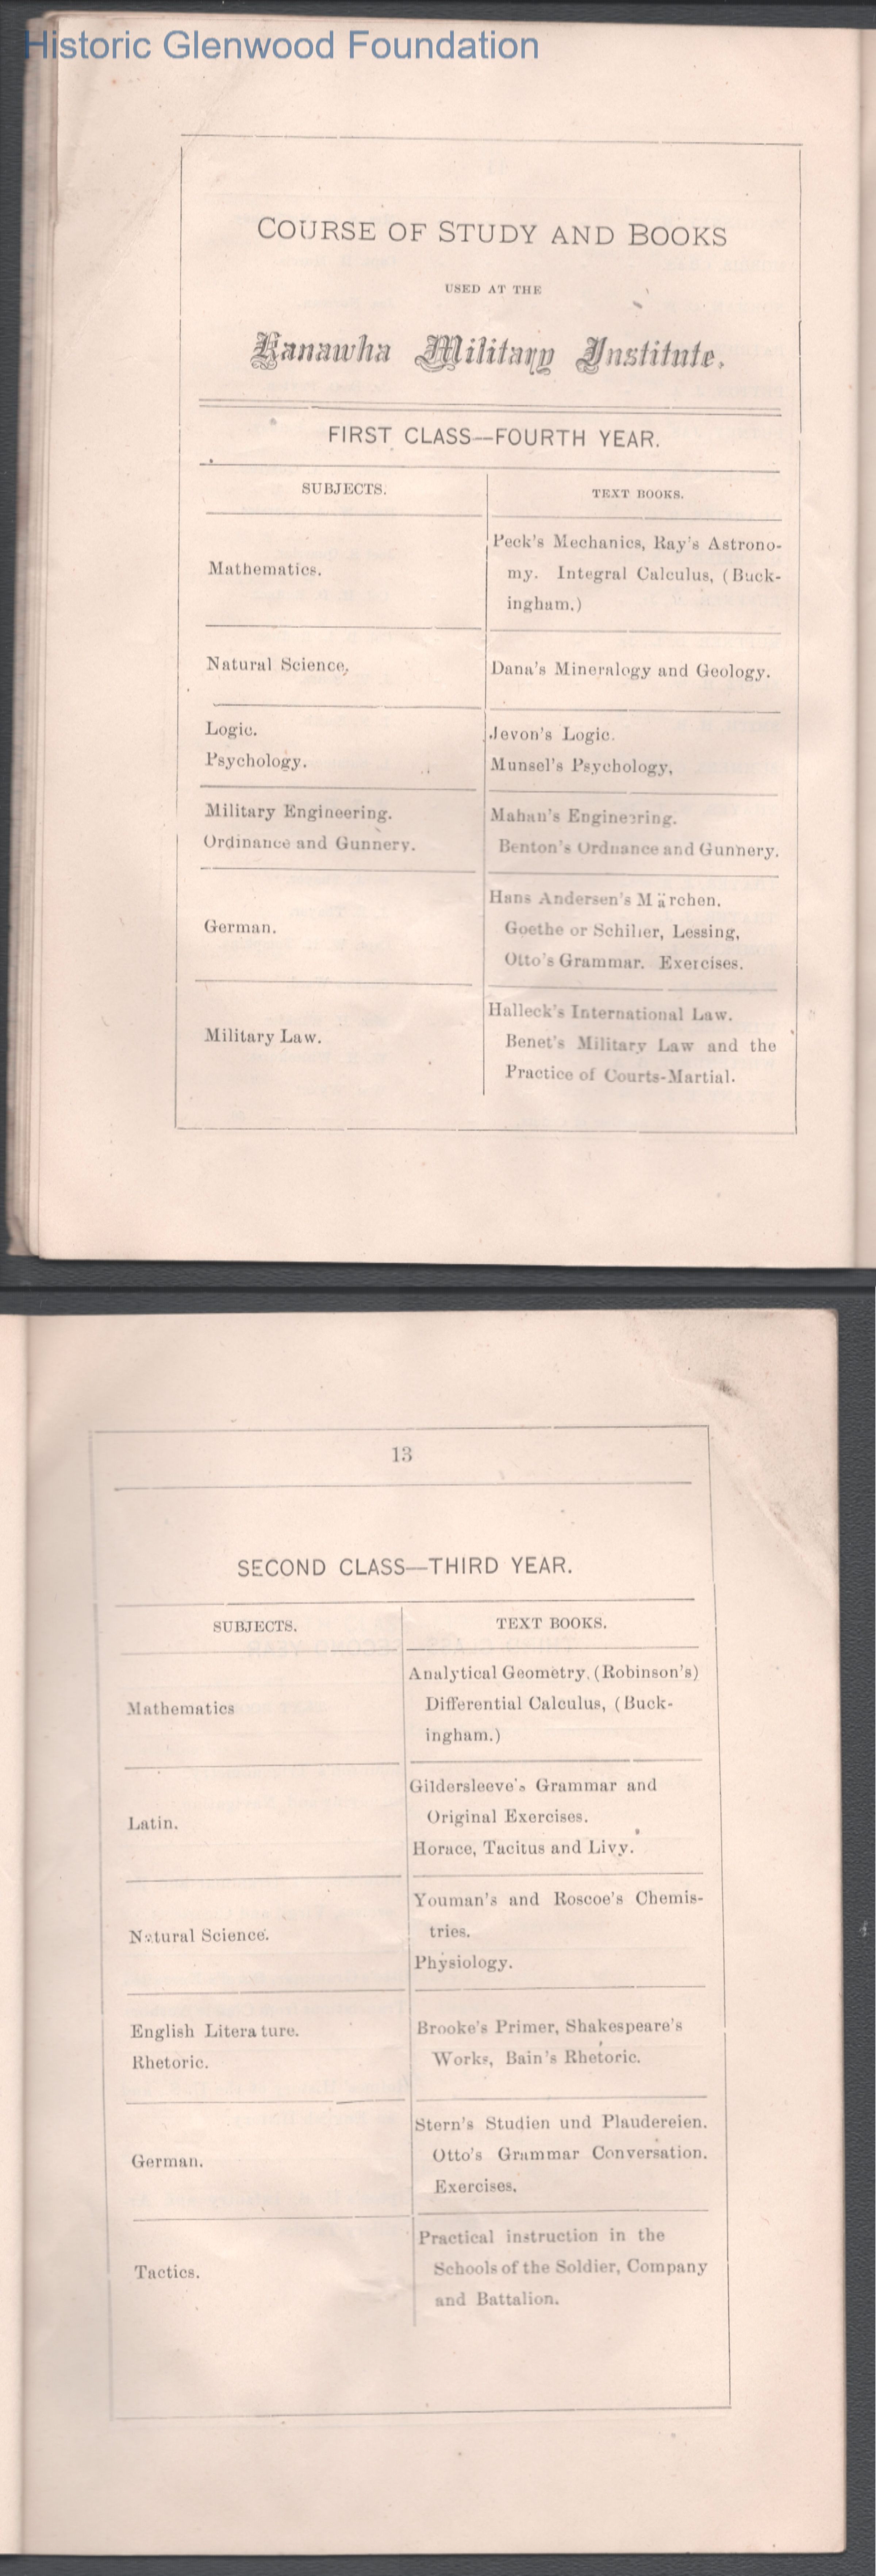 Historic Glenwood Foundation
COURSE OF STUDY AND BOOKS
USED AT THE
Kanawha Military Institute.
FIRST CLASS—FOURTH YEAR.
SUBJECTS.
TEXT BOOKS.
Mathematics.
Peck's Mechanics, Ray's Astrono-
my. Integral Calculus, (Buck-
ingham.)
Natural Science,
Dana's Mineralogy and Geology.
Logic.
Psychology.
Jevon's Logic.
Munsel's Psychology,
Military Engineering.
Ordinance and Gunnery.
Mahan's Engineering.
Benton's Ordnance and Gunnery.
German.
Hans Andersen's Märchen.
Goethe or Schiller, Lessing,
Otto's Grammar. Exercises.
Military Law.
Halleck's International Law.
Benet's Military Law and the
Practice of Courts-Martial.
13
SECOND CLASS—THIRD YEAR.
SUBJECTS.
TEXT BOOKS.
Mathematics
Analytical Geometry, (Robinson's)
Differential Calculus, (Buck-
ingham.)
Latin.
Gildersleeve's Grammar and
Original Exercises.
Horace, Tacitus and Livy.
Natural Science.
Youman's and Roscoe's Chemis-
tries.
Physiology.
English Literature.
Rhetoric.
Brooke's Primer, Shakespeare's
Works, Bain's Rhetoric.
German.
Stern's Studien und Plaudereien.
Otto's Grammar Conversation.
Exercises,
Tactics.
Practical instruction in the
Schools of the Soldier, Company
and Battalion.